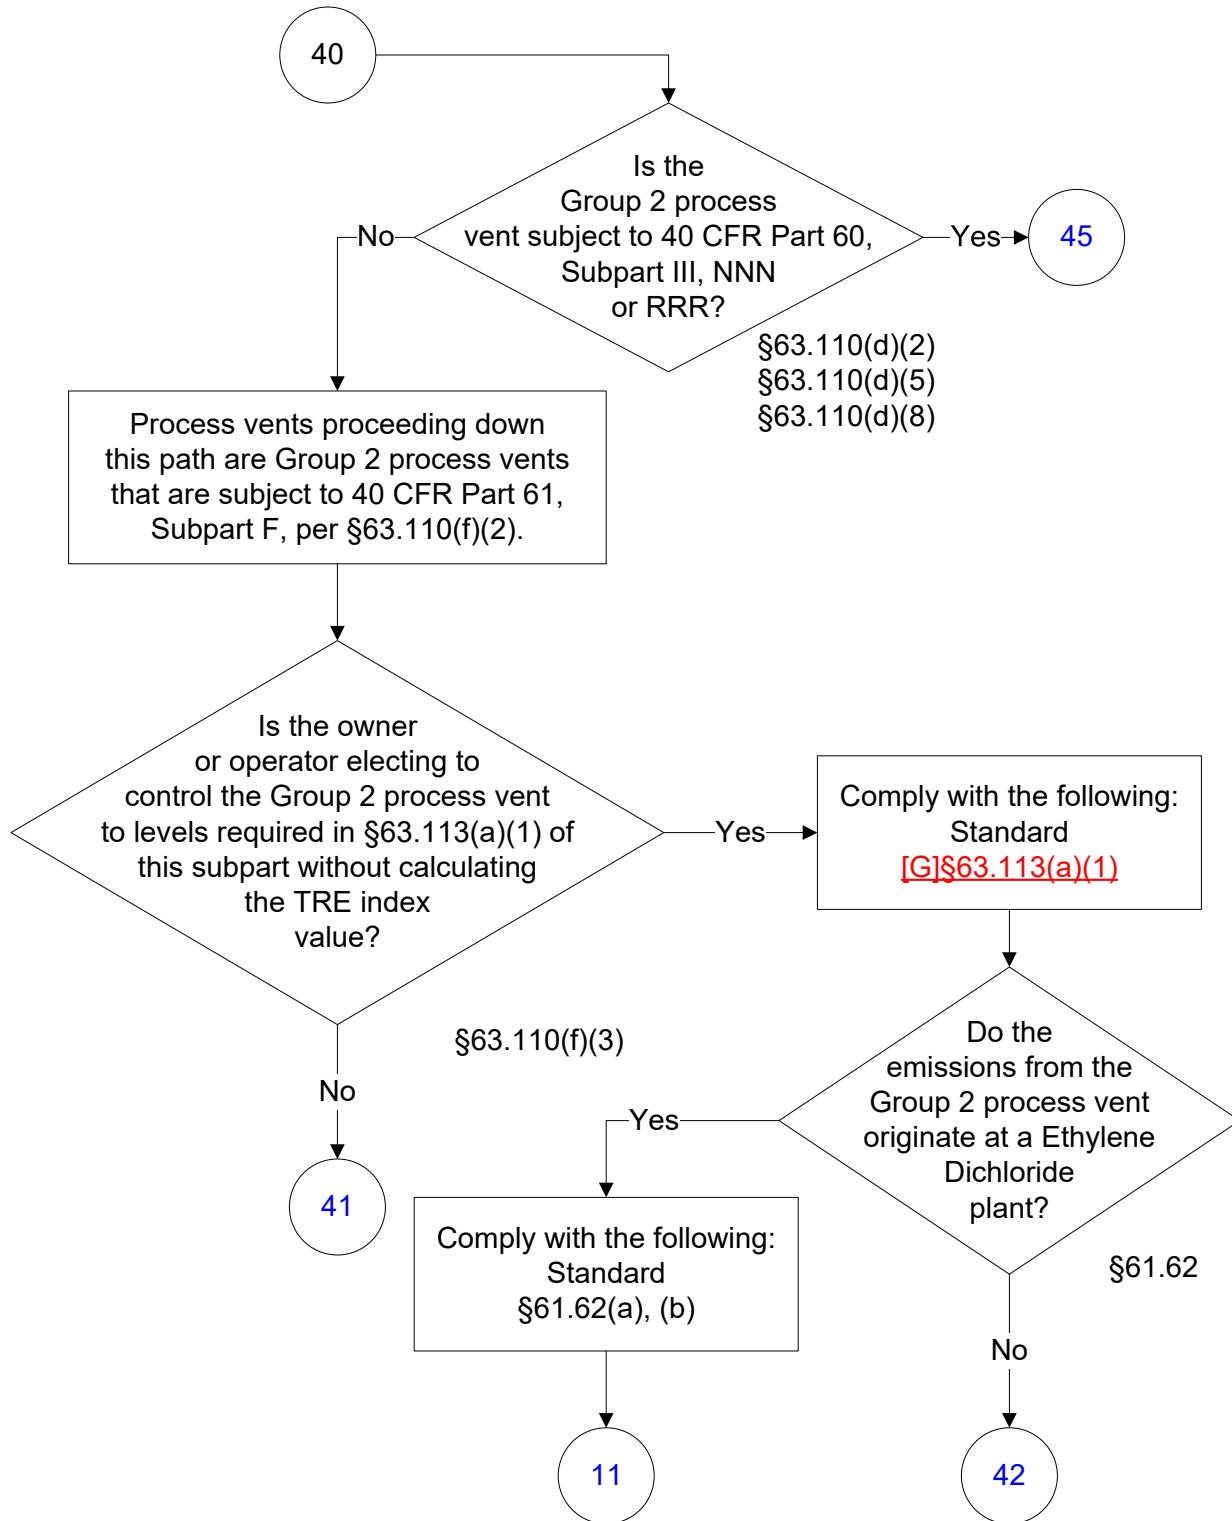 40
Is the
Group 2 process
vent subject to 40 CFR Part 60,
Subpart III, NNN
or RRR?
No
Yes
45
§63.110(d)(2)
§63.110(d)(5)
§63.110(d)(8)
Process vents proceeding down
this path are Group 2 process vents
that are subject to 40 CFR Part 61,
Subpart F, per §63.110(f)(2).
Is the owner
or operator electing to
control the Group 2 process vent
to levels required in §63.113(a)(1) of
this subpart without calculating
the TRE index
value?
Yes
Comply with the following:
Standard
[G]§63.113(a)(1)
§63.110(f)(3)
No
41
Do the
emissions from the
Group 2 process vent
originate at a Ethylene
Dichloride
plant?
Yes
§61.62
Comply with the following:
Standard
§61.62(a), (b)
No
11
42